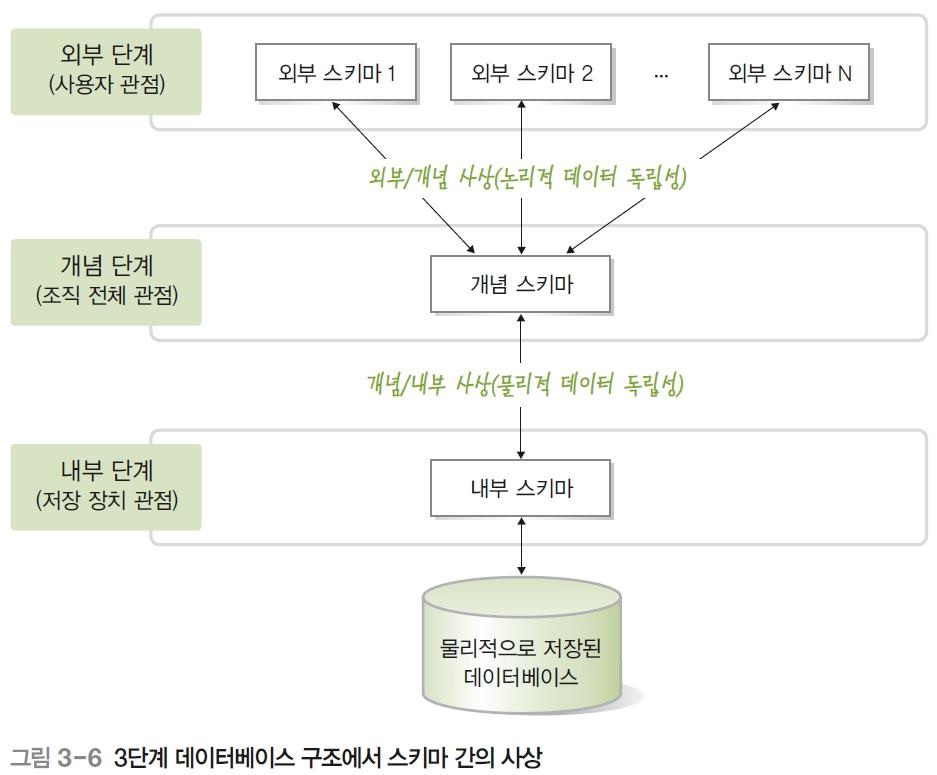 외부 단계
(사용자 관점)
외부 스키마 1
외부 스키마 2
...
외부 스키마 N
외부/개념 사상(논리적 데이터 독립성)
개념 단계
(조직 전체 관점)
개념 스키마
개념/내부 사상(물리적 데이터 독립성)
내부 단계
(저장 장치 관점)
내부 스키마
물리적으로 저장된
데이터베이스
그림 3-6 3단계 데이터베이스 구조에서 스키마 간의 사상